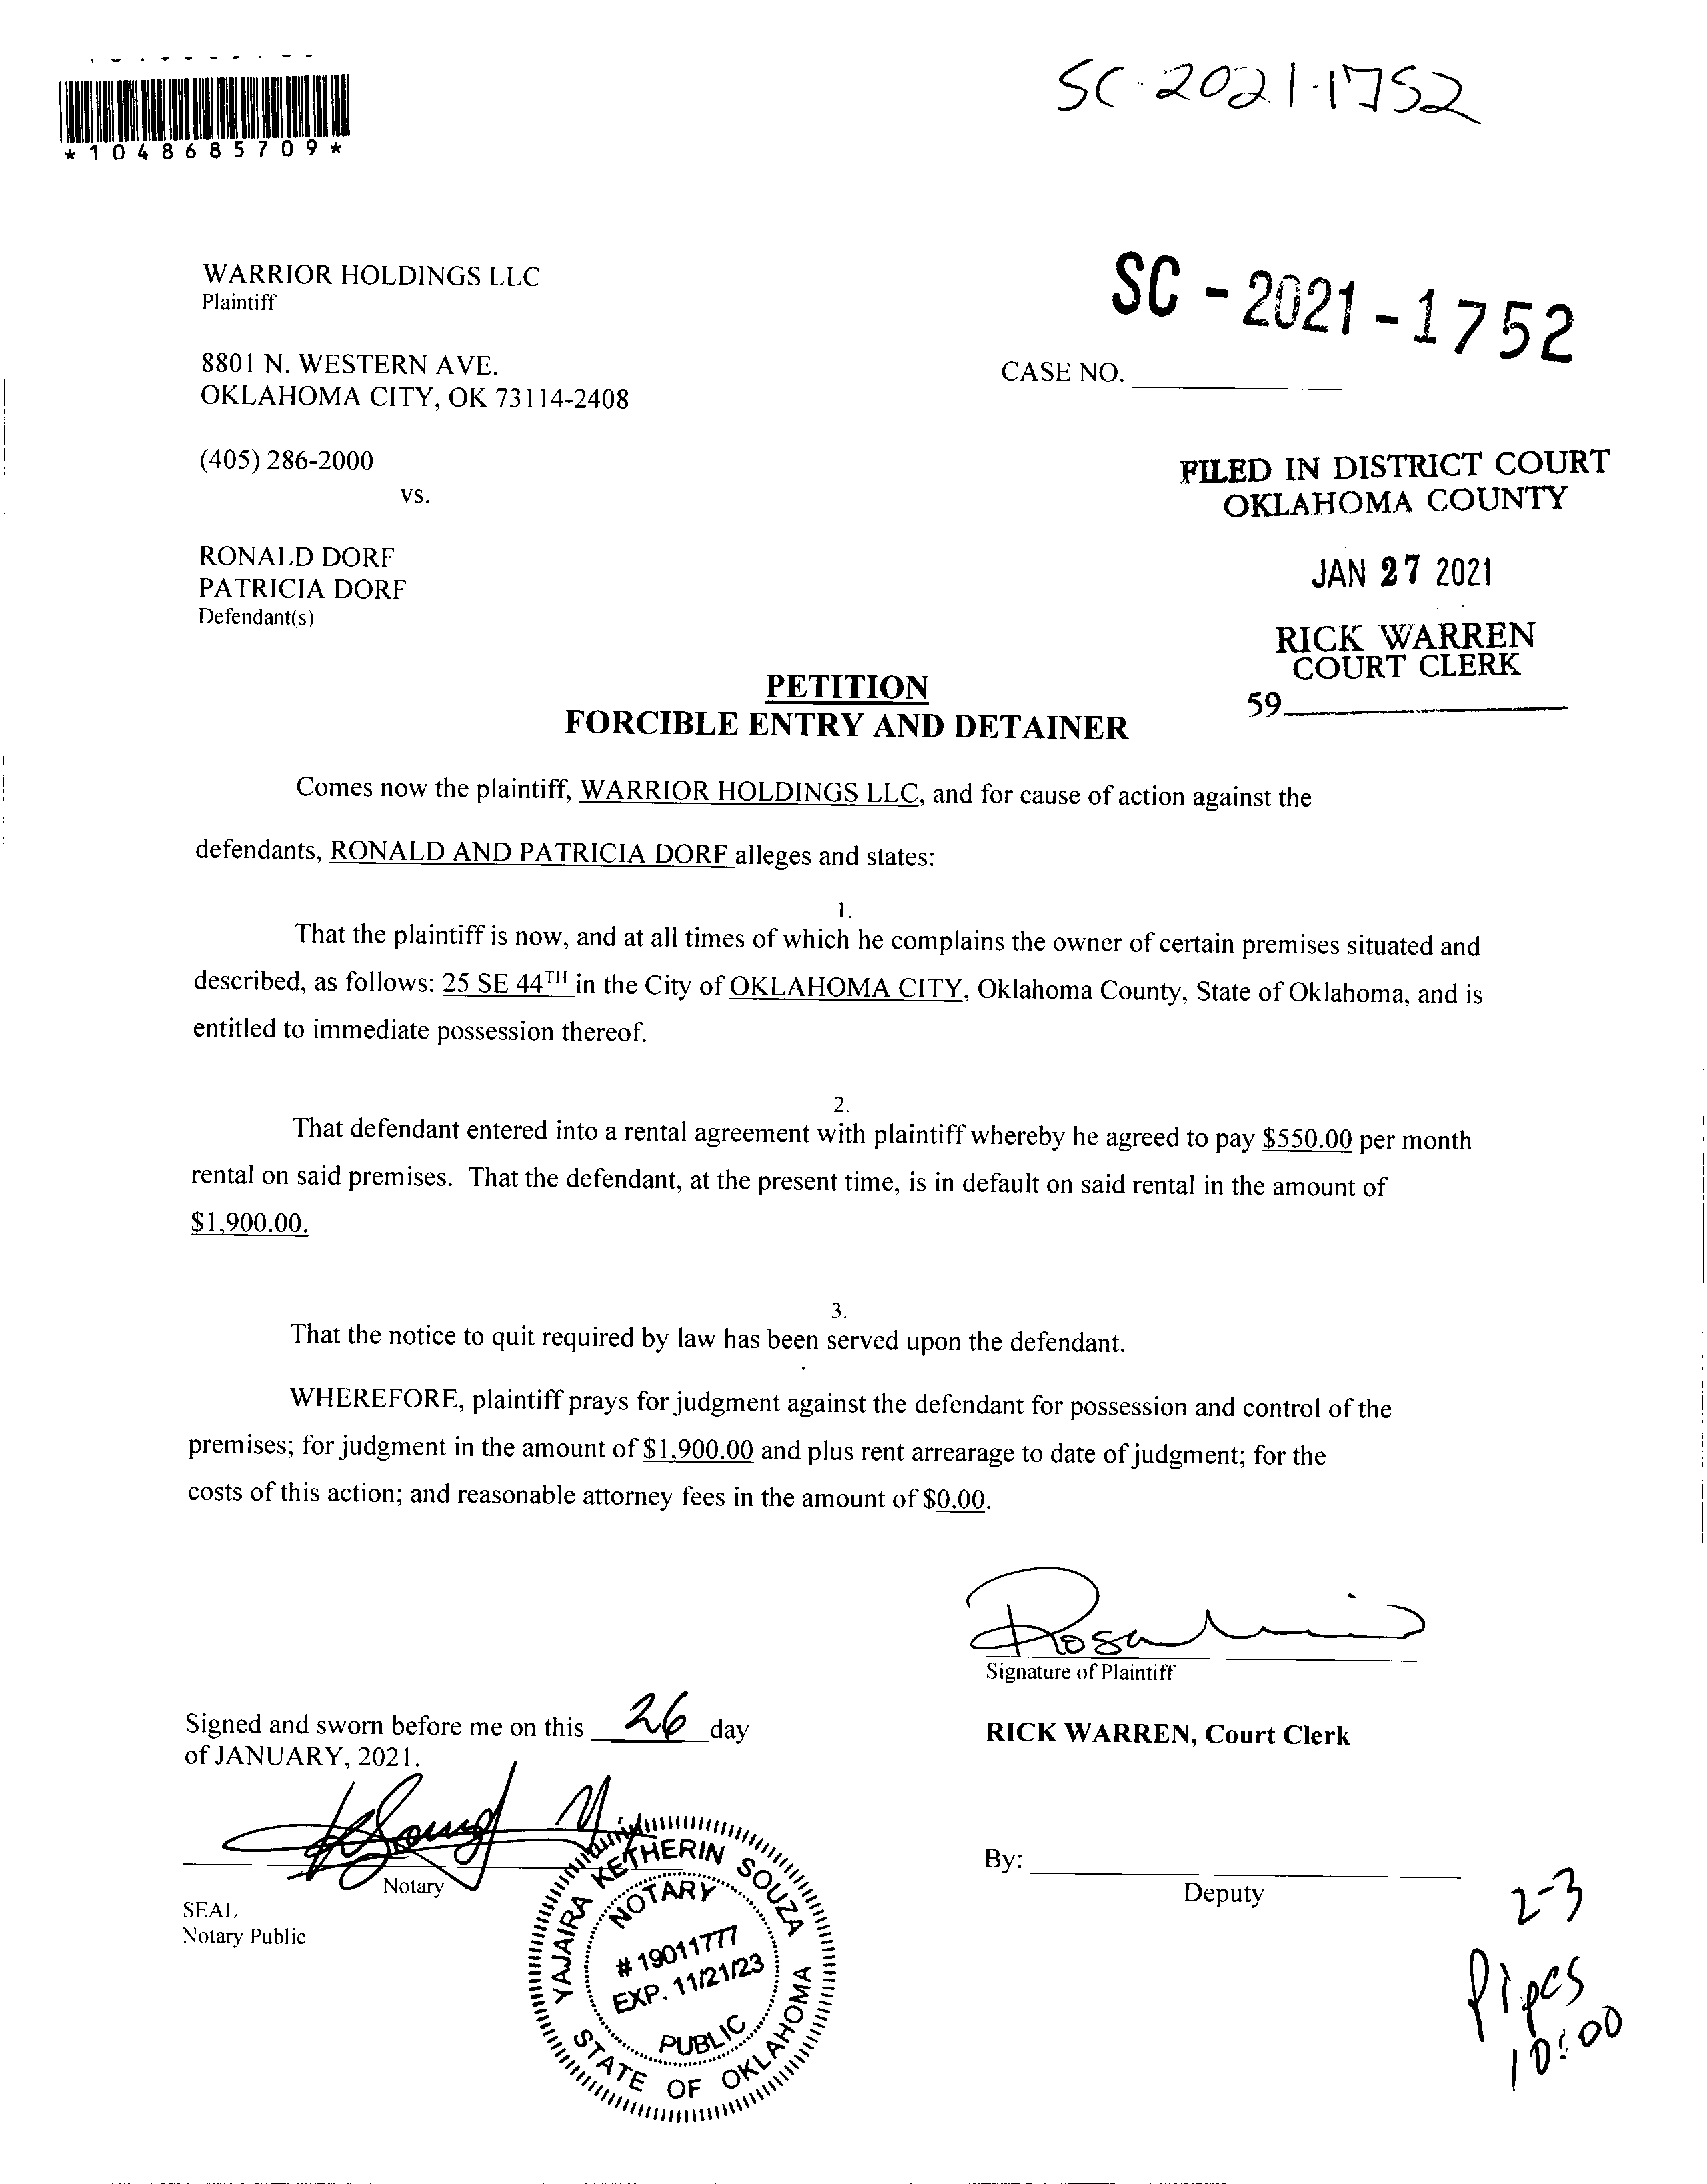 SC-2021-1752
*1048685709*
WARRIOR HOLDINGS LLC
Plaintiff
SC-2021-1752
8801 N. WESTERN AVE.
OKLAHOMA CITY, OK 73114-2408
CASE NO. ____________
(405) 286-2000
vs.
FILED IN DISTRICT COURT
OKLAHOMA COUNTY
RONALD DORF
PATRICIA DORF
Defendant(s)
JAN 27 2021
RICK WARREN
COURT CLERK
59____________
PETITION
FORCIBLE ENTRY AND DETAINER
Comes now the plaintiff, WARRIOR HOLDINGS LLC, and for cause of action against the
defendants, RONALD AND PATRICIA DORF alleges and states:
1.
That the plaintiff is now, and at all times of which he complains the owner of certain premises situated and
described, as follows: 25 SE 44TH in the City of OKLAHOMA CITY, Oklahoma County, State of Oklahoma, and is
entitled to immediate possession thereof.
2.
That defendant entered into a rental agreement with plaintiff whereby he agreed to pay $550.00 per month
rental on said premises. That the defendant, at the present time, is in default on said rental in the amount of
$1,900.00.
3.
That the notice to quit required by law has been served upon the defendant.
WHEREFORE, plaintiff prays for judgment against the defendant for possession and control of the
premises; for judgment in the amount of $1,900.00 and plus rent arrearage to date of judgment; for the
costs of this action; and reasonable attorney fees in the amount of $0.00.
Signature of Plaintiff
Signed and sworn before me on this 26 day
of JANUARY, 2021.
RICK WARREN, Court Clerk
Notary
SEAL
Notary Public
YAJAIRA KETHERIN SOUZA
NOTARY
# 19011777
EXP. 11/21/23
PUBLIC
STATE OF OKLAHOMA
By: ____________
Deputy
2-3
Pipes
10:00